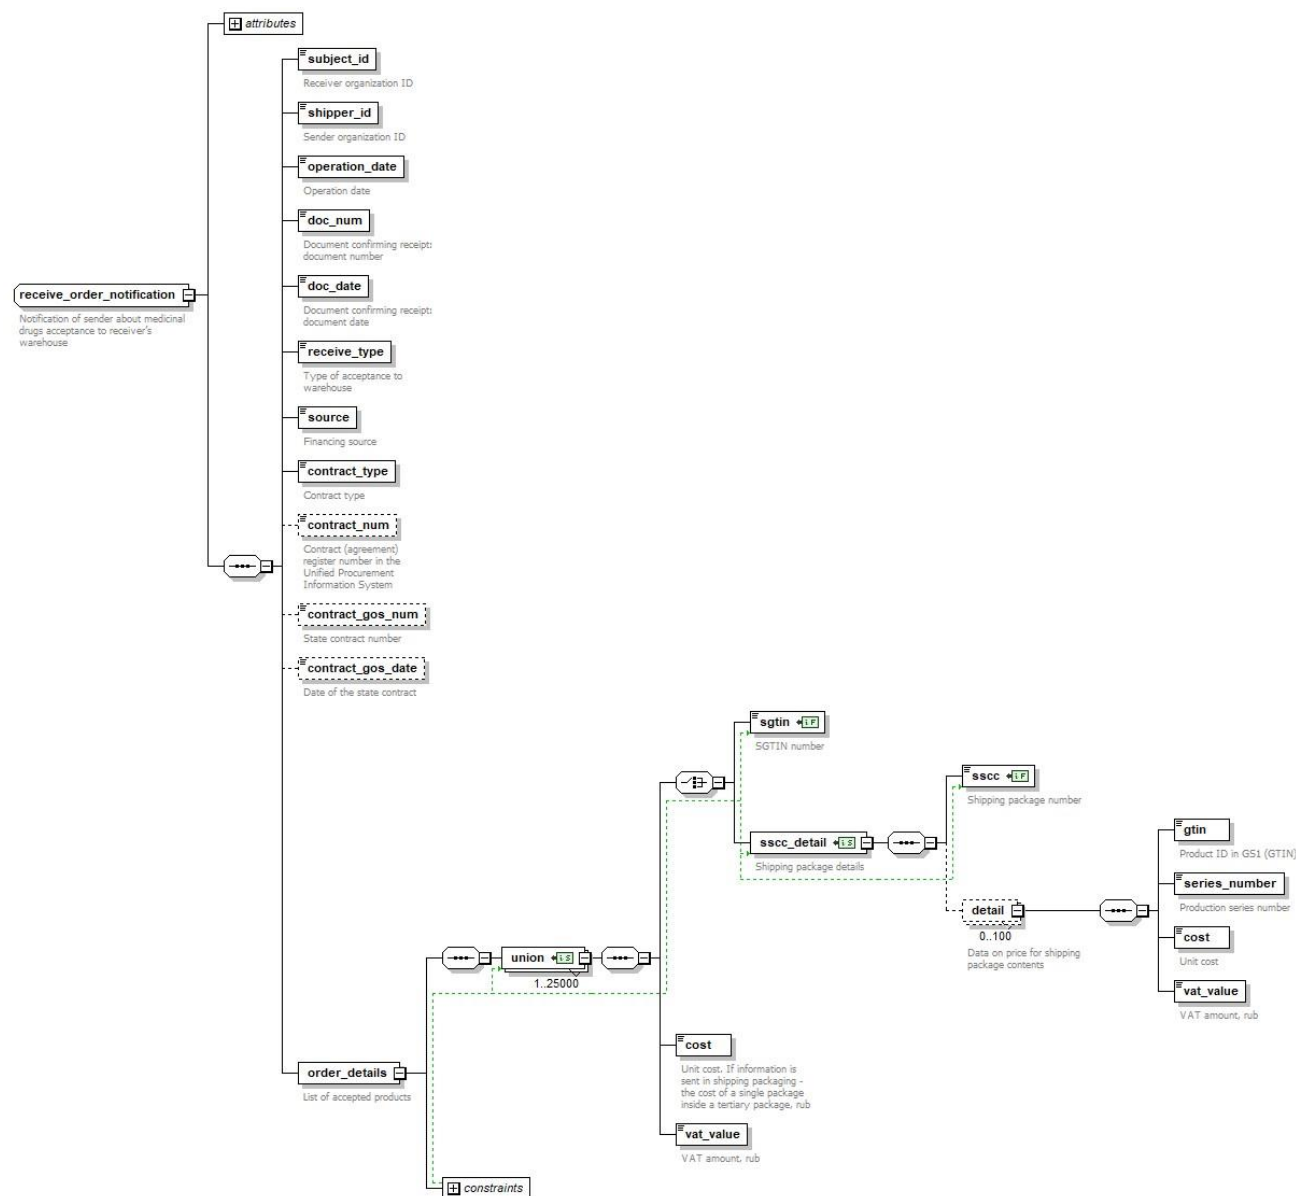 attributes
subject_id
Receiver organization ID
shipper_id
Sender organization ID
operation_date
Operation date
doc_num
Document confirming receipt:
document number
doc_date
Document confirming receipt:
document date
receive_order_notification
Notification of sender about medicinal
drugs acceptance to receiver's
warehouse
receive_type
Type of acceptance to
warehouse
source
Financing source
contract_type
Contract type
contract_num
Contract (agreement)
register number in the
Unified Procurement
Information System
contract_gos_num
State contract number
contract_gos_date
Date of the state contract
order_details
List of accepted products
union
1..25000
sgtin
SGTIN number
sscc_detail
Shipping package details
sscc
Shipping package number
detail
0..100
Data on price for shipping
package contents
gtin
Product ID in GS1 (GTIN)
series_number
Production series number
cost
Unit cost
vat_value
VAT amount, rub
cost
Unit cost. If information is
sent in shipping packaging -
the cost of a single package
inside a tertiary package, rub
vat_value
VAT amount, rub
constraints